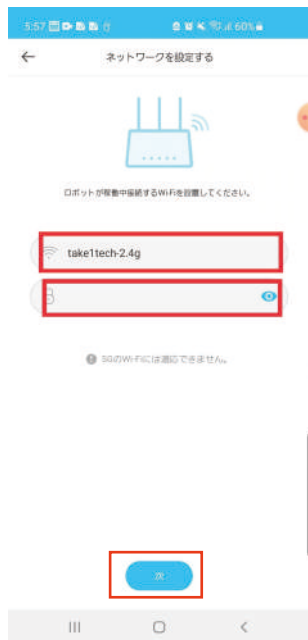 5:57 60%
ネットワークを設定する
ロボットが稼働中接続するWi-Fiを設置してください。
take1tech-2.4g
5GのWi-Fiには適応できません。
次